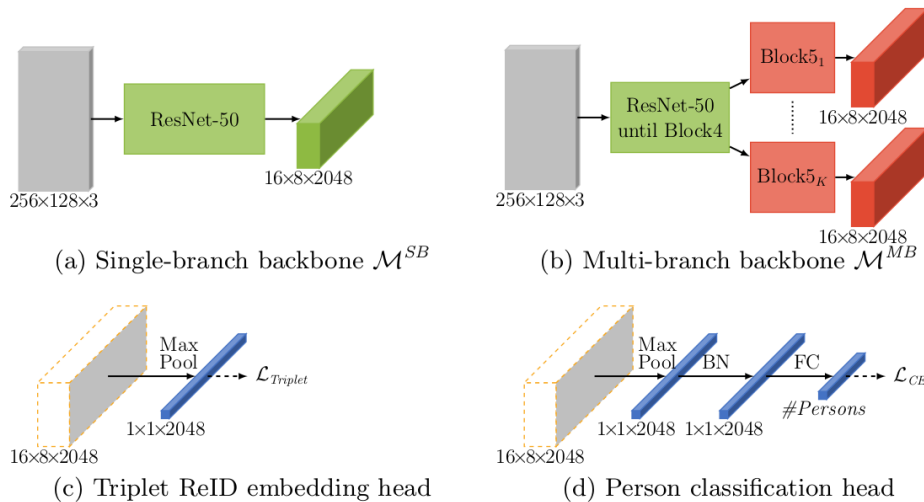 ResNet-50
16×8×2048
256×128×3
(a) Single-branch backbone 𝓜^SB
Block5₁
ResNet-50
until Block4
16×8×2048
Block5_K
256×128×3
16×8×2048
(b) Multi-branch backbone 𝓜^MB
Max
Pool
𝓛_Triplet
1×1×2048
16×8×2048
(c) Triplet ReID embedding head
Max
Pool
BN
FC
𝓛_CE
#Persons
1×1×2048
1×1×2048
16×8×2048
(d) Person classification head